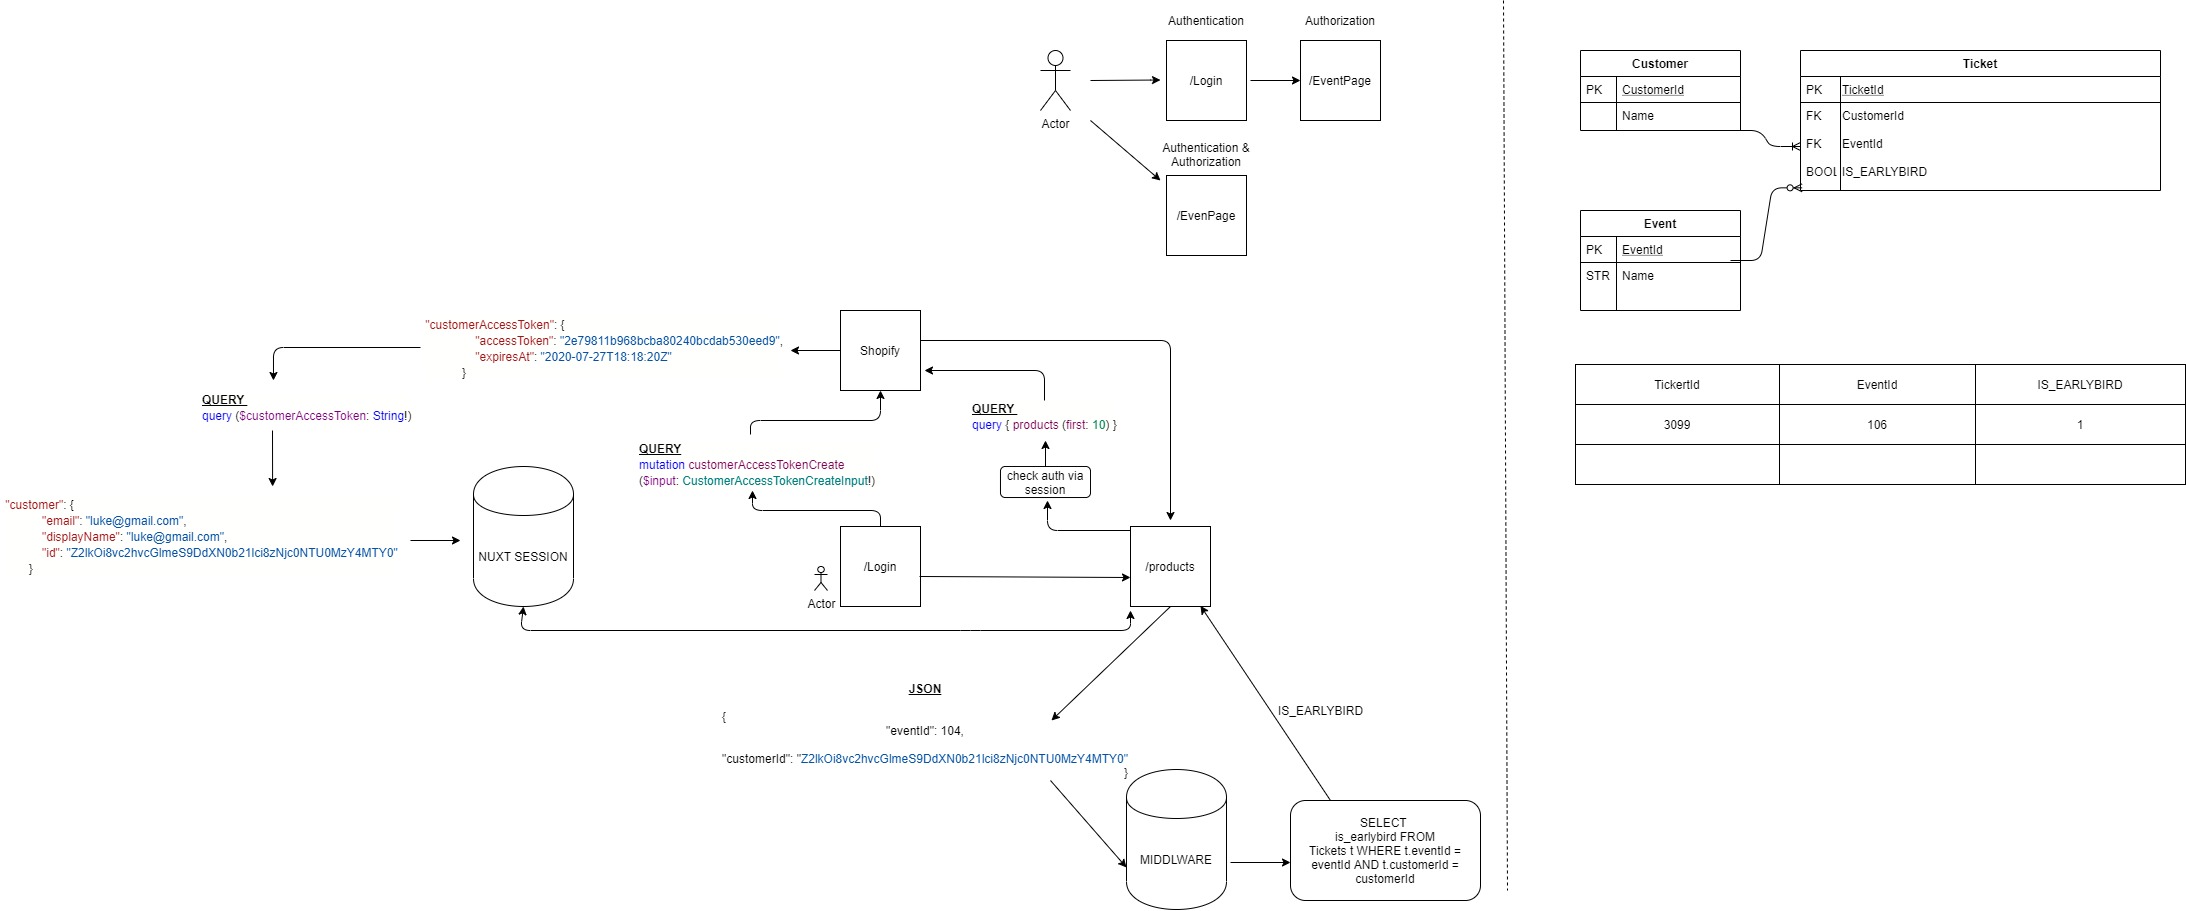 Authentication
Authorization
/Login
/EventPage
Actor
Authentication &
Authorization
/EvenPage
"customerAccessToken": {
"accessToken": "2e79811b968bcba80240bcdab530eed9",
"expiresAt": "2020-07-27T18:18:20Z"
}
Shopify
QUERY
query ($customerAccessToken: String!)
QUERY
query { products (first: 10) }
QUERY
mutation customerAccessTokenCreate
($input: CustomerAccessTokenCreateInput!)
check auth via
session
"customer": {
"email": "luke@gmail.com",
"displayName": "luke@gmail.com",
"id": "Z2lkOi8vc2hvcGlmeS9DdXN0b21lci8zNjc0NTU0MzY4MTY0"
}
NUXT SESSION
/Login
Actor
/products
JSON
{
"eventId": 104,
"customerId": "Z2lkOi8vc2hvcGlmeS9DdXN0b21lci8zNjc0NTU0MzY4MTY0"
}
IS_EARLYBIRD
MIDDLWARE
SELECT
is_earlybird FROM
Tickets t WHERE t.eventId =
eventId AND t.customerId =
customerId
Customer
PK CustomerId
Name
Ticket
PK TicketId
FK CustomerId
FK EventId
BOOL IS_EARLYBIRD
Event
PK EventId
STR Name
TickertId EventId IS_EARLYBIRD
3099 106 1